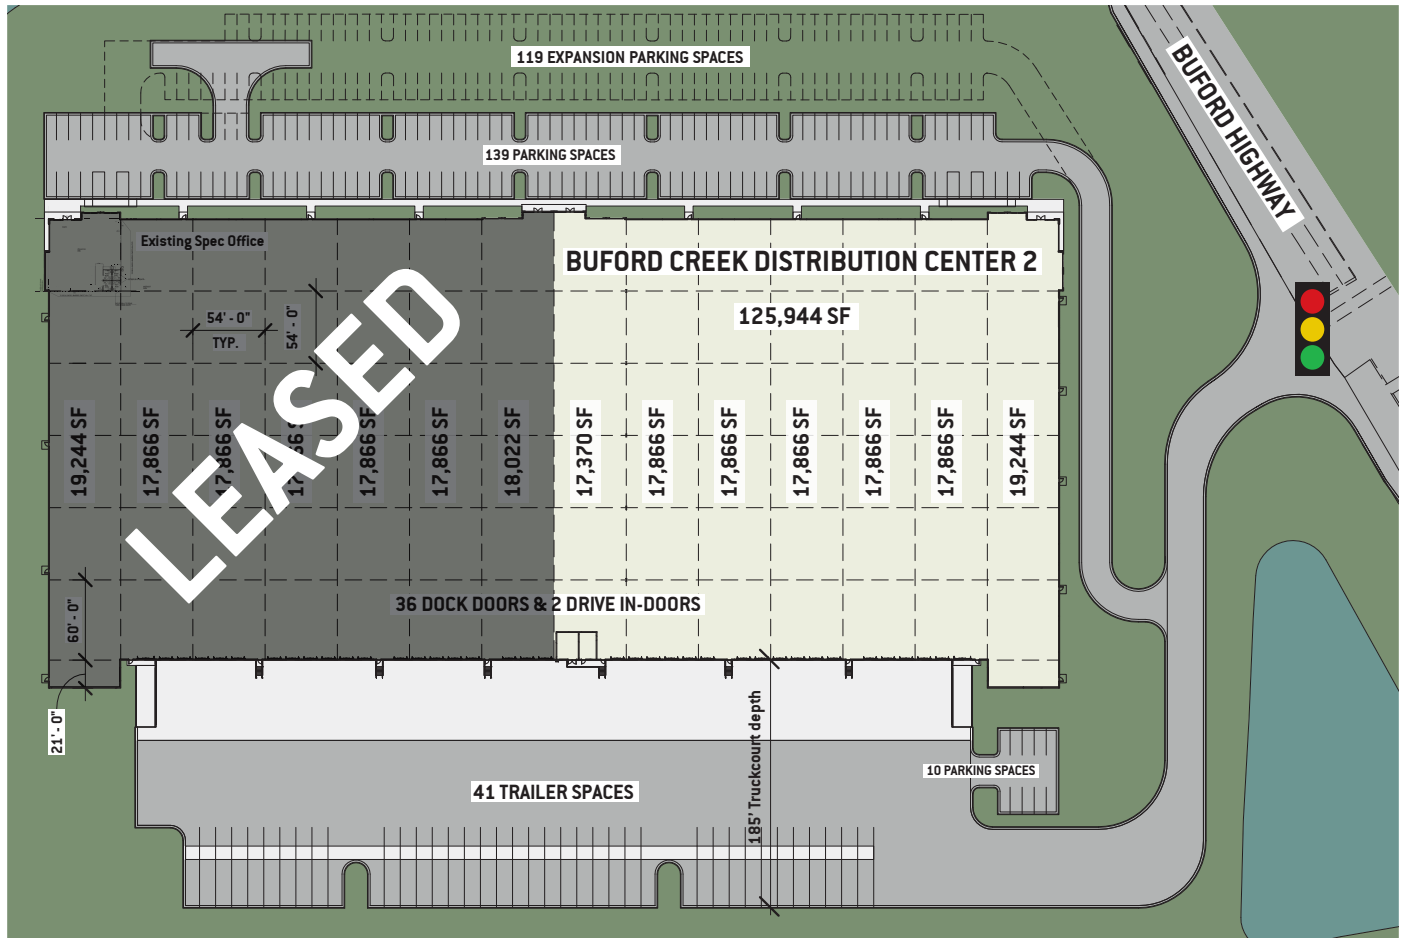 119 EXPANSION PARKING SPACES
139 PARKING SPACES
BUFORD HIGHWAY
Existing Spec Office
BUFORD CREEK DISTRIBUTION CENTER 2
125,944 SF
54' - 0"
TYP.
54' - 0"
LEASED
19,244 SF
17,866 SF
17,866 SF
17,866 SF
17,866 SF
17,866 SF
18,022 SF
17,370 SF
17,866 SF
17,866 SF
17,866 SF
17,866 SF
17,866 SF
19,244 SF
36 DOCK DOORS & 2 DRIVE IN-DOORS
60' - 0"
21' - 0"
185' Truckcourt depth
10 PARKING SPACES
41 TRAILER SPACES